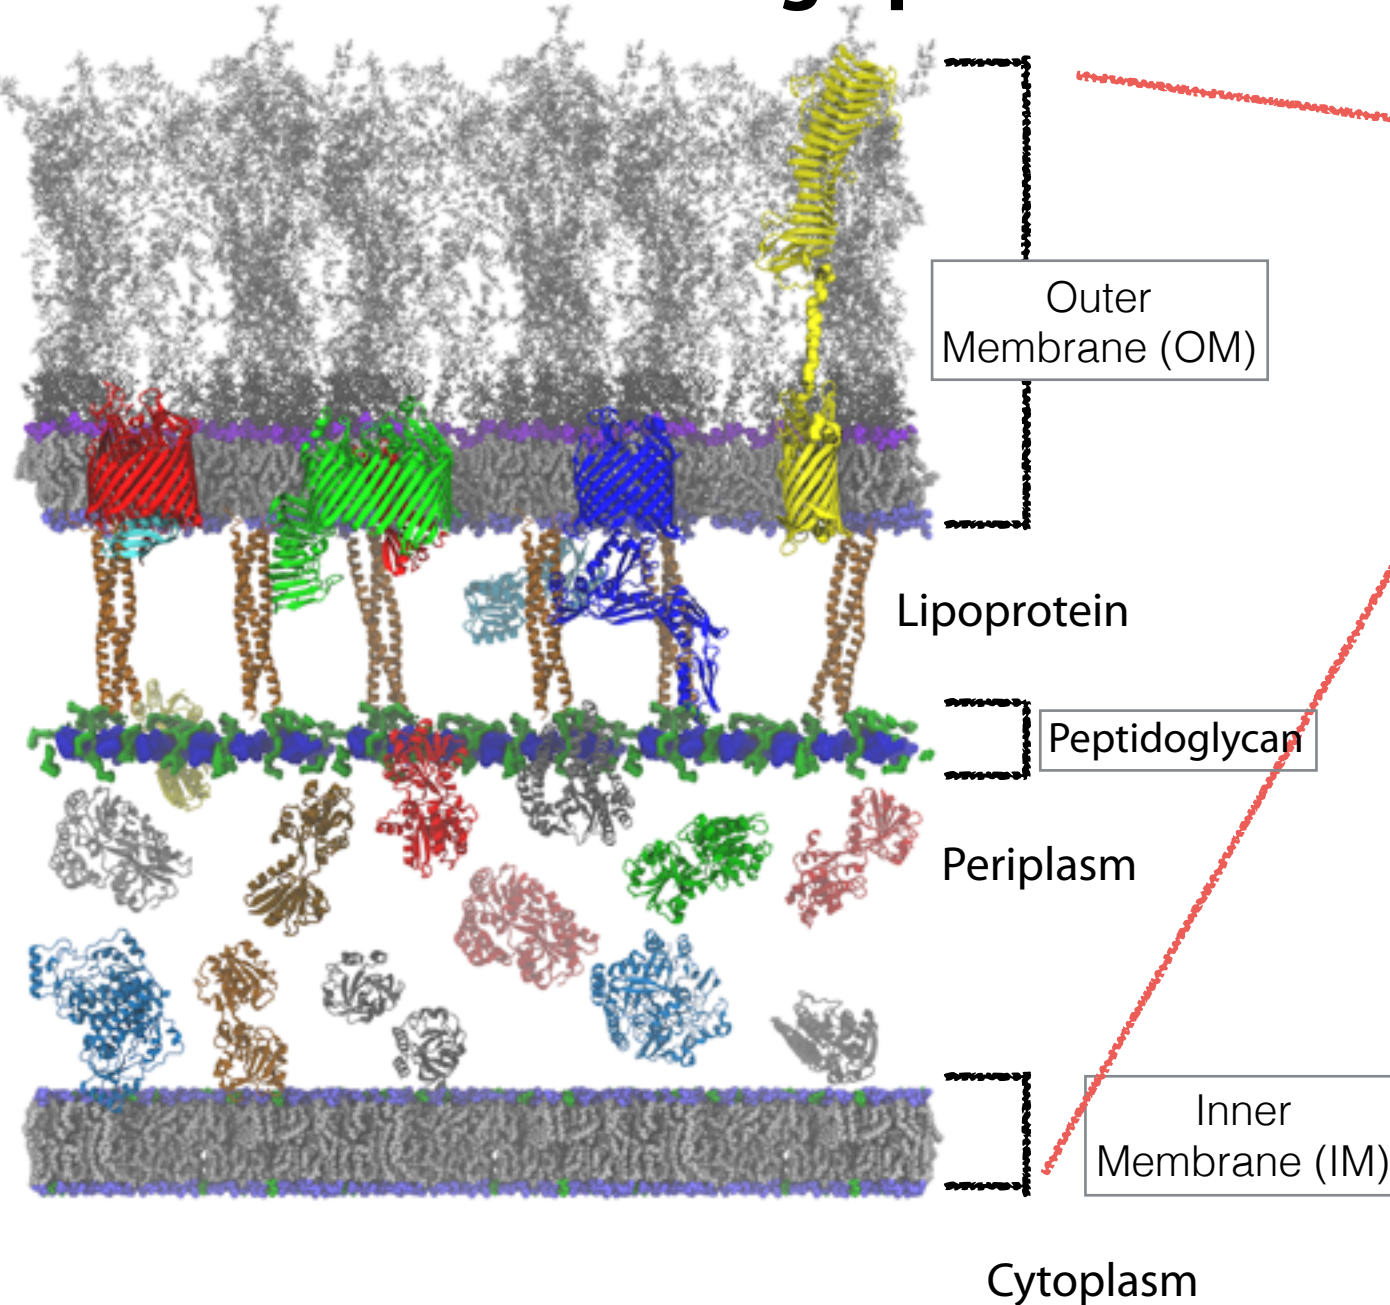 Outer
Membrane (OM)
Lipoprotein
Peptidoglycan
Periplasm
Inner
Membrane (IM)
Cytoplasm